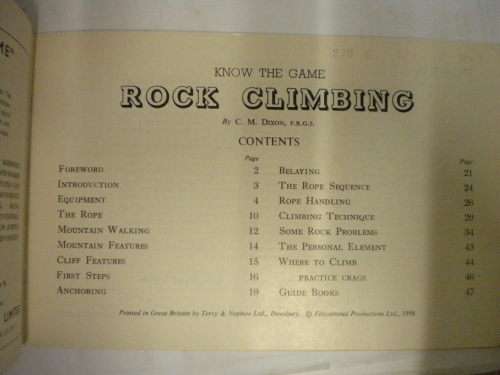 KNOW THE GAME
ROCK CLIMBING
By C. M. DIXON, F.R.G.S.
CONTENTS
Page
FOREWORD 2
INTRODUCTION 3
EQUIPMENT 4
THE ROPE 10
MOUNTAIN WALKING 12
MOUNTAIN FEATURES 14
CLIFF FEATURES 15
FIRST STEPS 16
ANCHORING 19
Page
BELAYING 21
THE ROPE SEQUENCE 24
ROPE HANDLING 26
CLIMBING TECHNIQUE 29
SOME ROCK PROBLEMS 34
THE PERSONAL ELEMENT 43
WHERE TO CLIMB 44
PRACTICE CRAGS 46
GUIDE BOOKS 47
Printed in Great Britain by Terry & Nephew Ltd., Dewsbury. © Educational Productions Ltd.,